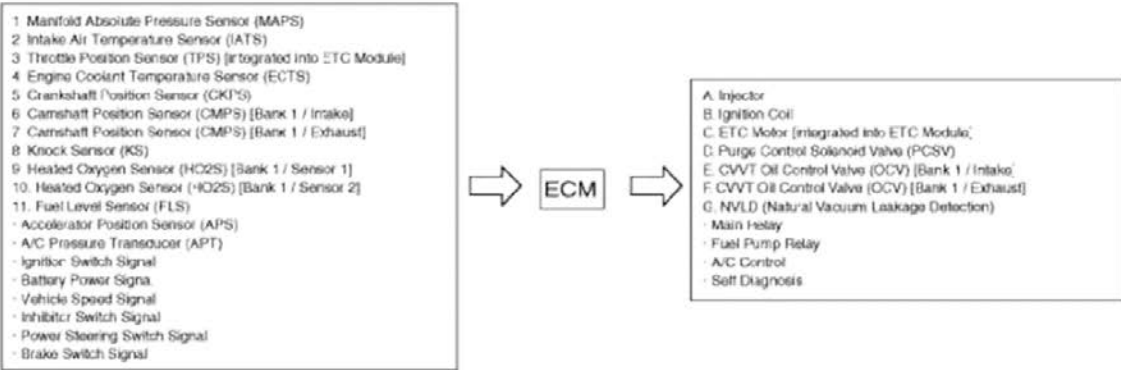 1 Manifold Absolute Pressure Sensor (MAPS)
2 Intake Air Temperature Sensor (IATS)
3 Throttle Position Sensor (TPS) [integrated into ETC Module]
4 Engine Coolant Temperature Sensor (ECTS)
5 Crankshaft Position Sensor (CKPS)
6 Camshaft Position Sensor (CMPS) [Bank 1 / Intake]
7 Camshaft Position Sensor (CMPS) [Bank 1 / Exhaust]
8 Knock Sensor (KS)
9 Heated Oxygen Sensor (HO2S) [Bank 1 / Sensor 1]
10. Heated Oxygen Sensor (HO2S) [Bank 1 / Sensor 2]
11. Fuel Level Sensor (FLS)
· Accelerator Position Sensor (APS)
· A/C Pressure Transducer (APT)
· Ignition Switch Signal
· Battery Power Signal
· Vehicle Speed Signal
· Inhibitor Switch Signal
· Power Steering Switch Signal
· Brake Switch Signal
ECM
A. Injector
B. Ignition Coil
C. ETC Motor [integrated into ETC Module]
D. Purge Control Solenoid Valve (PCSV)
E. CVVT Oil Control Valve (OCV) [Bank 1 / Intake]
F. CVVT Oil Control Valve (OCV) [Bank 1 / Exhaust]
G. NVLD (Natural Vacuum Leakage Detection)
· Main Relay
· Fuel Pump Relay
· A/C Control
· Self Diagnosis